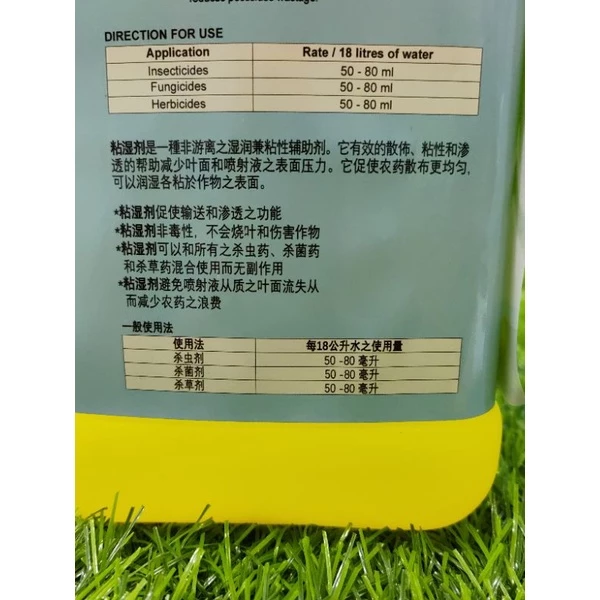 reduce pesticide wastage.
DIRECTION FOR USE
Application Rate / 18 litres of water
Insecticides 50 - 80 ml
Fungicides 50 - 80 ml
Herbicides 50 - 80 ml
粘湿剂是一種非游离之湿润兼粘性辅助剂。它有效的散佈、粘性和渗
透的帮助减少叶面和喷射液之表面压力。它促使农药散布更均匀,
可以润湿各粘於作物之表面。
*粘湿剂促使输送和渗透之功能
*粘湿剂非毒性，不会烧叶和伤害作物
*粘湿剂可以和所有之杀虫药、杀菌药
和杀草药混合使用而无副作用
*粘湿剂避免喷射液从质之叶面流失从
而减少农药之浪费
一般使用法
使用法 每18公升水之使用量
杀虫剂 50 -80 毫升
杀菌剂 50 -80 毫升
杀草剂 50 -80 毫升